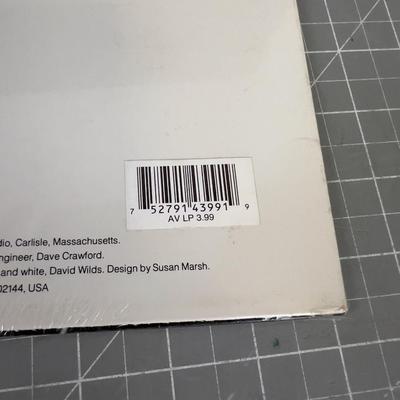 7 52791 43991 9
AV LP 3.99
dio, Carlisle, Massachusetts.
ngineer, Dave Crawford.
and white, David Wilds. Design by Susan Marsh.
02144, USA